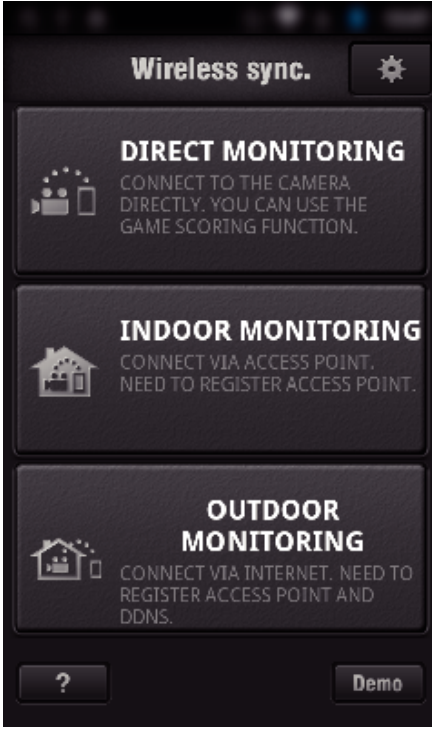 Wireless sync.
DIRECT MONITORING
CONNECT TO THE CAMERA
DIRECTLY. YOU CAN USE THE
GAME SCORING FUNCTION.
INDOOR MONITORING
CONNECT VIA ACCESS POINT.
NEED TO REGISTER ACCESS POINT.
OUTDOOR
MONITORING
CONNECT VIA INTERNET. NEED TO
REGISTER ACCESS POINT AND
DDNS.
?
Demo